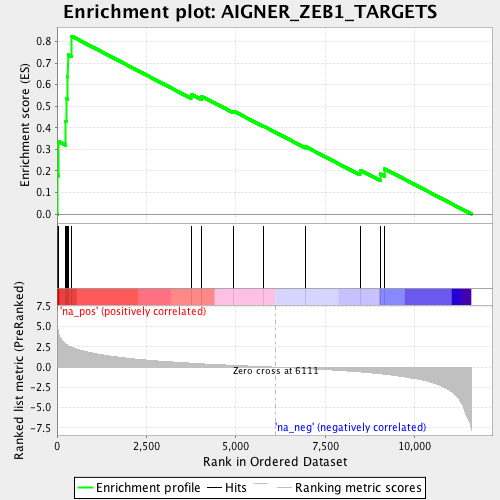 Enrichment plot: AIGNER_ZEB1_TARGETS
Enrichment score (ES)
0.8
0.7
0.6
0.5
0.4
0.3
0.2
0.1
0.0
Ranked list metric (PreRanked)
7.5
5.0
2.5
0.0
-2.5
-5.0
-7.5
'na_pos' (positively correlated)
Zero cross at 6111
'na_neg' (negatively correlated)
0
2,500
5,000
7,500
10,000
Rank in Ordered Dataset
Enrichment profile
Hits
Ranking metric scores